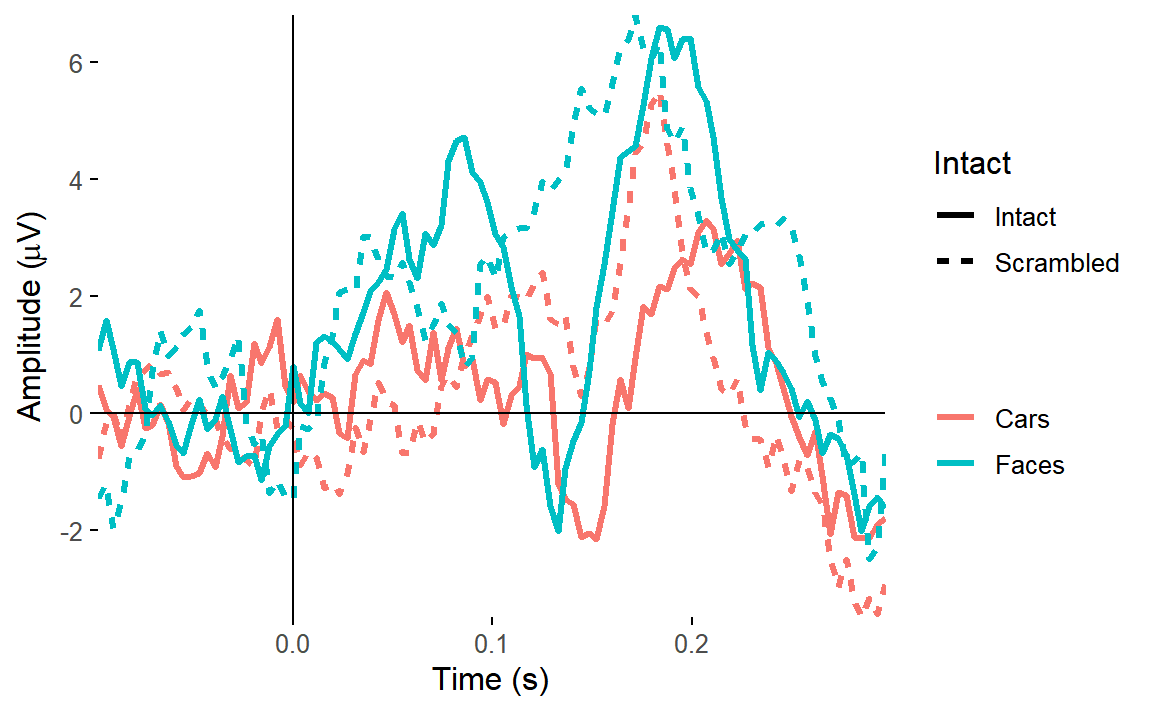 6
4
2
0
-2
Amplitude (μV)
0.0
0.1
0.2
Time (s)
Intact
Intact
Scrambled
Cars
Faces